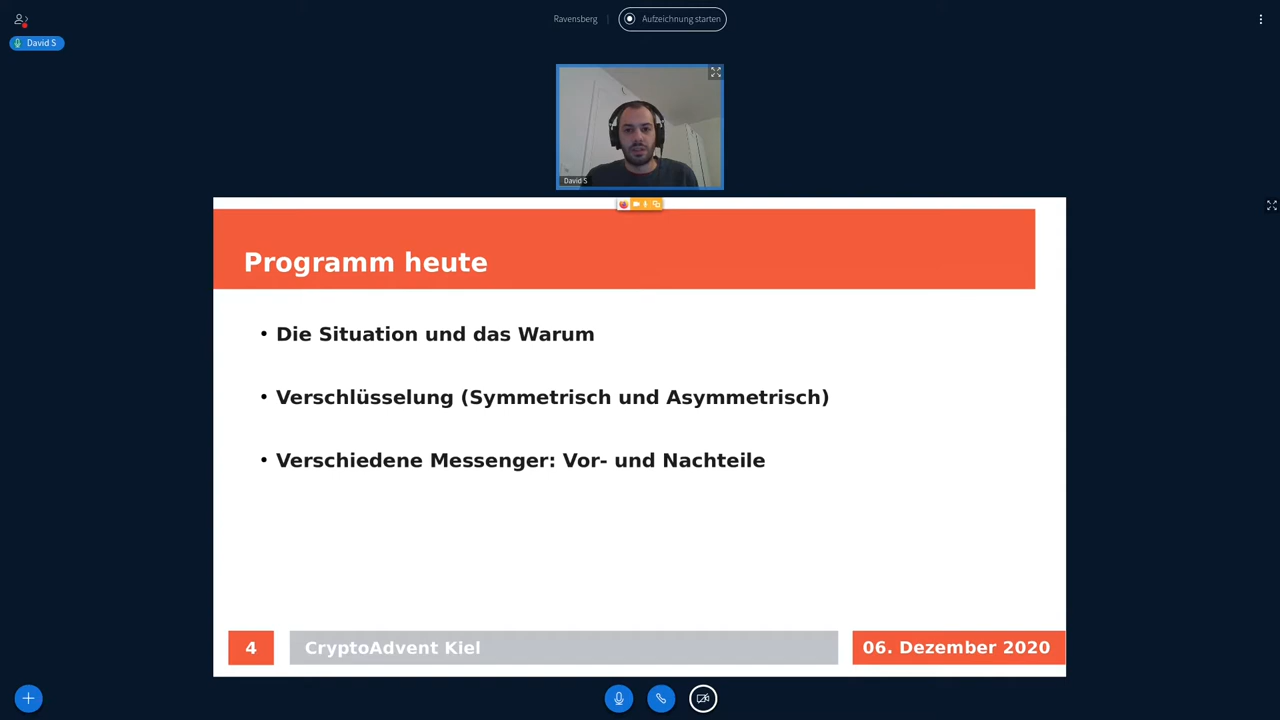 Ravensberg
Aufzeichnung starten
David S
David S
Programm heute
• Die Situation und das Warum
• Verschlüsselung (Symmetrisch und Asymmetrisch)
• Verschiedene Messenger: Vor- und Nachteile
4
CryptoAdvent Kiel
06. Dezember 2020